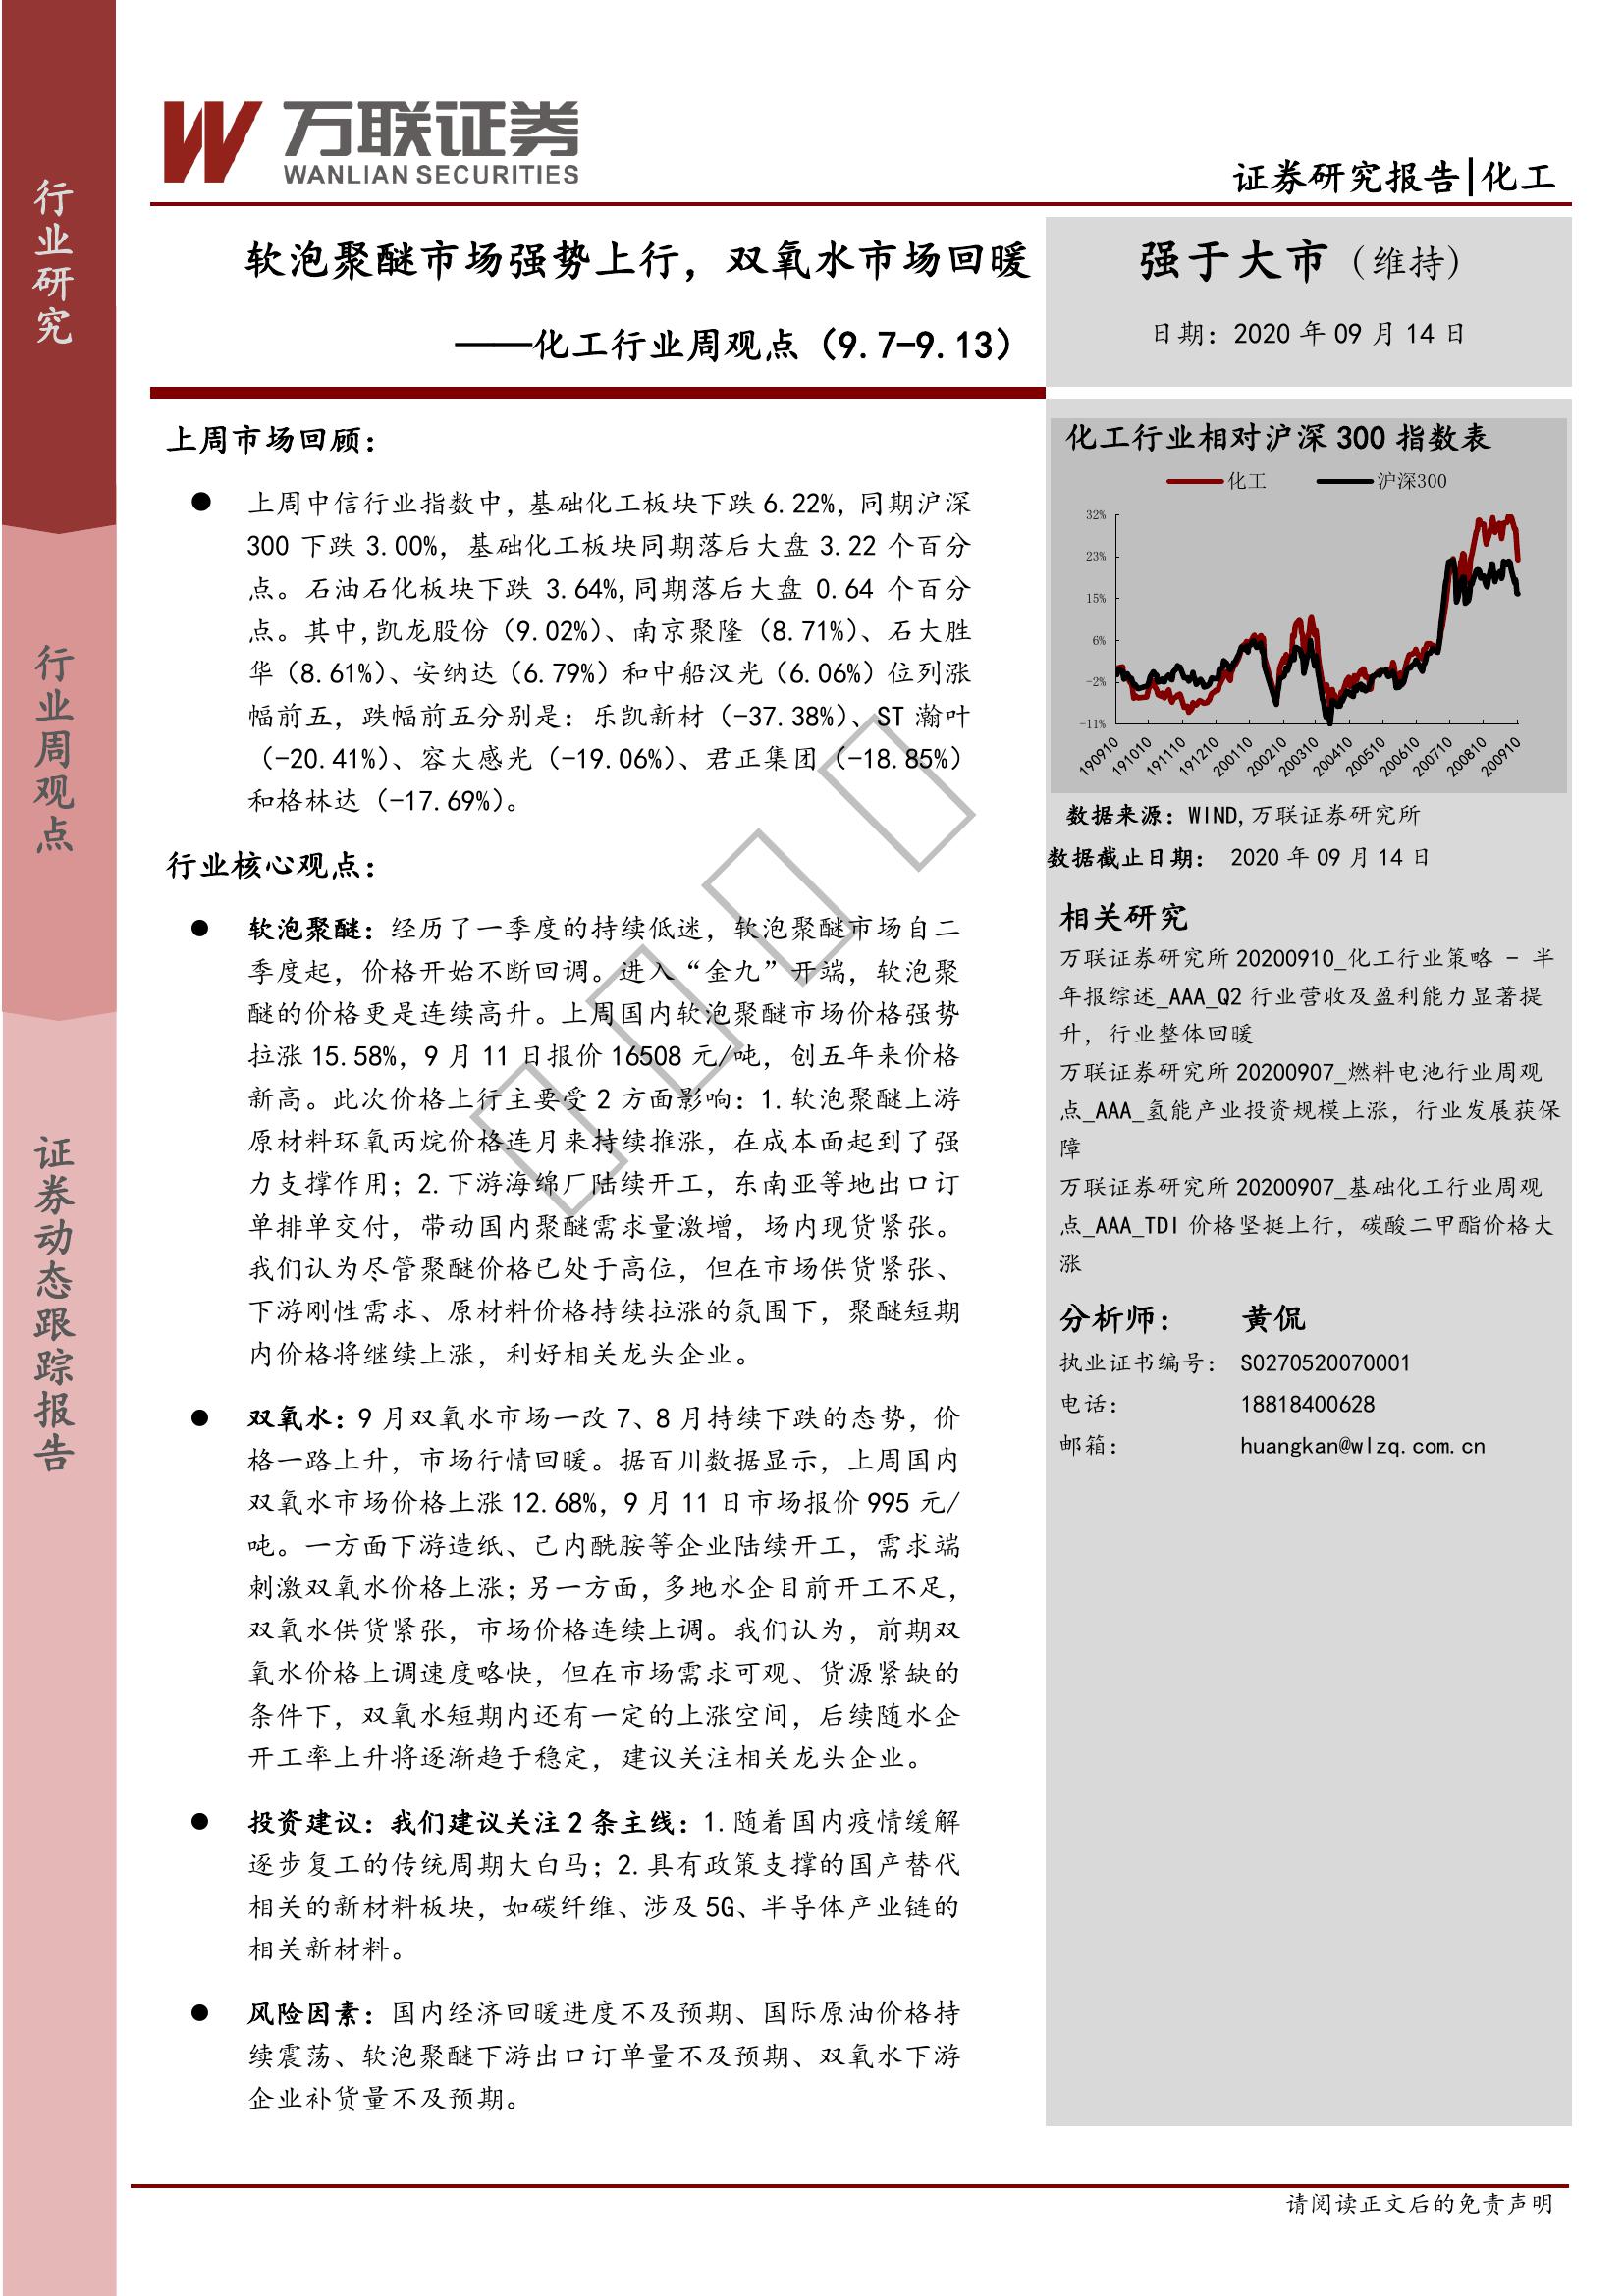 行业研究
行业周观点
证券动态跟踪报告
万联证券
WANLIAN SECURITIES
证券研究报告|化工
软泡聚醚市场强势上行，双氧水市场回暖
——化工行业周观点（9.7-9.13）
强于大市（维持）
日期：2020 年 09 月 14 日
上周市场回顾：
● 上周中信行业指数中，基础化工板块下跌 6.22%，同期沪深
300 下跌 3.00%，基础化工板块同期落后大盘 3.22 个百分
点。石油石化板块下跌 3.64%,同期落后大盘 0.64 个百分
点。其中,凯龙股份（9.02%）、南京聚隆（8.71%）、石大胜
华（8.61%）、安纳达（6.79%）和中船汉光（6.06%）位列涨
幅前五，跌幅前五分别是：乐凯新材（-37.38%）、ST 瀚叶
（-20.41%）、容大感光（-19.06%）、君正集团（-18.85%）
和格林达（-17.69%）。
行业核心观点：
● 软泡聚醚：经历了一季度的持续低迷，软泡聚醚市场自二
季度起，价格开始不断回调。进入“金九”开端，软泡聚
醚的价格更是连续高升。上周国内软泡聚醚市场价格强势
拉涨 15.58%，9 月 11 日报价 16508 元/吨，创五年来价格
新高。此次价格上行主要受 2 方面影响：1.软泡聚醚上游
原材料环氧丙烷价格连月来持续推涨，在成本面起到了强
力支撑作用；2.下游海绵厂陆续开工，东南亚等地出口订
单排单交付，带动国内聚醚需求量激增，场内现货紧张。
我们认为尽管聚醚价格已处于高位，但在市场供货紧张、
下游刚性需求、原材料价格持续拉涨的氛围下，聚醚短期
内价格将继续上涨，利好相关龙头企业。
● 双氧水：9 月双氧水市场一改 7、8 月持续下跌的态势，价
格一路上升，市场行情回暖。据百川数据显示，上周国内
双氧水市场价格上涨 12.68%，9 月 11 日市场报价 995 元/
吨。一方面下游造纸、己内酰胺等企业陆续开工，需求端
刺激双氧水价格上涨；另一方面，多地水企目前开工不足，
双氧水供货紧张，市场价格连续上调。我们认为，前期双
氧水价格上调速度略快，但在市场需求可观、货源紧缺的
条件下，双氧水短期内还有一定的上涨空间，后续随水企
开工率上升将逐渐趋于稳定，建议关注相关龙头企业。
● 投资建议：我们建议关注 2 条主线：1.随着国内疫情缓解
逐步复工的传统周期大白马；2.具有政策支撑的国产替代
相关的新材料板块，如碳纤维、涉及 5G、半导体产业链的
相关新材料。
● 风险因素：国内经济回暖进度不及预期、国际原油价格持
续震荡、软泡聚醚下游出口订单量不及预期、双氧水下游
企业补货量不及预期。
化工行业相对沪深 300 指数表
化工 沪深300
32%
23%
15%
6%
-2%
-11%
190910 191010 191110 191210 200110 200210 200310 200410 200510 200610 200710 200810 200910
数据来源：WIND,万联证券研究所
数据截止日期： 2020 年 09 月 14 日
相关研究
万联证券研究所 20200910_化工行业策略 - 半
年报综述_AAA_Q2 行业营收及盈利能力显著提
升，行业整体回暖
万联证券研究所 20200907_燃料电池行业周观
点_AAA_氢能产业投资规模上涨，行业发展获保
障
万联证券研究所 20200907_基础化工行业周观
点_AAA_TDI 价格坚挺上行，碳酸二甲酯价格大
涨
分析师： 黄侃
执业证书编号： S0270520070001
电话： 18818400628
邮箱： huangkan@wlzq.com.cn
请阅读正文后的免责声明